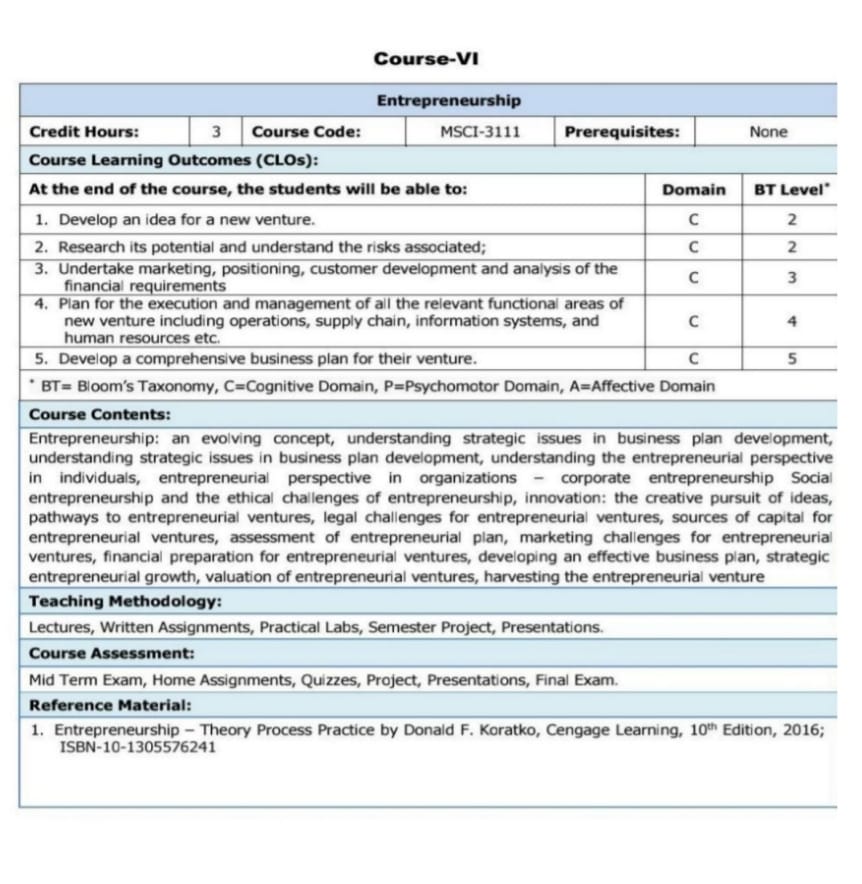 Course-VI
Entrepreneurship
Credit Hours: 3 Course Code: MSCI-3111 Prerequisites: None
Course Learning Outcomes (CLOs):
At the end of the course, the students will be able to: Domain BT Level*
1. Develop an idea for a new venture. C 2
2. Research its potential and understand the risks associated; C 2
3. Undertake marketing, positioning, customer development and analysis of the
financial requirements C 3
4. Plan for the execution and management of all the relevant functional areas of
new venture including operations, supply chain, information systems, and C 4
human resources etc.
5. Develop a comprehensive business plan for their venture. C 5
* BT= Bloom's Taxonomy, C=Cognitive Domain, P=Psychomotor Domain, A=Affective Domain
Course Contents:
Entrepreneurship: an evolving concept, understanding strategic issues in business plan development,
understanding strategic issues in business plan development, understanding the entrepreneurial perspective
in individuals, entrepreneurial perspective in organizations – corporate entrepreneurship Social
entrepreneurship and the ethical challenges of entrepreneurship, innovation: the creative pursuit of ideas,
pathways to entrepreneurial ventures, legal challenges for entrepreneurial ventures, sources of capital for
entrepreneurial ventures, assessment of entrepreneurial plan, marketing challenges for entrepreneurial
ventures, financial preparation for entrepreneurial ventures, developing an effective business plan, strategic
entrepreneurial growth, valuation of entrepreneurial ventures, harvesting the entrepreneurial venture
Teaching Methodology:
Lectures, Written Assignments, Practical Labs, Semester Project, Presentations.
Course Assessment:
Mid Term Exam, Home Assignments, Quizzes, Project, Presentations, Final Exam.
Reference Material:
1. Entrepreneurship – Theory Process Practice by Donald F. Koratko, Cengage Learning, 10th Edition, 2016;
ISBN-10-1305576241